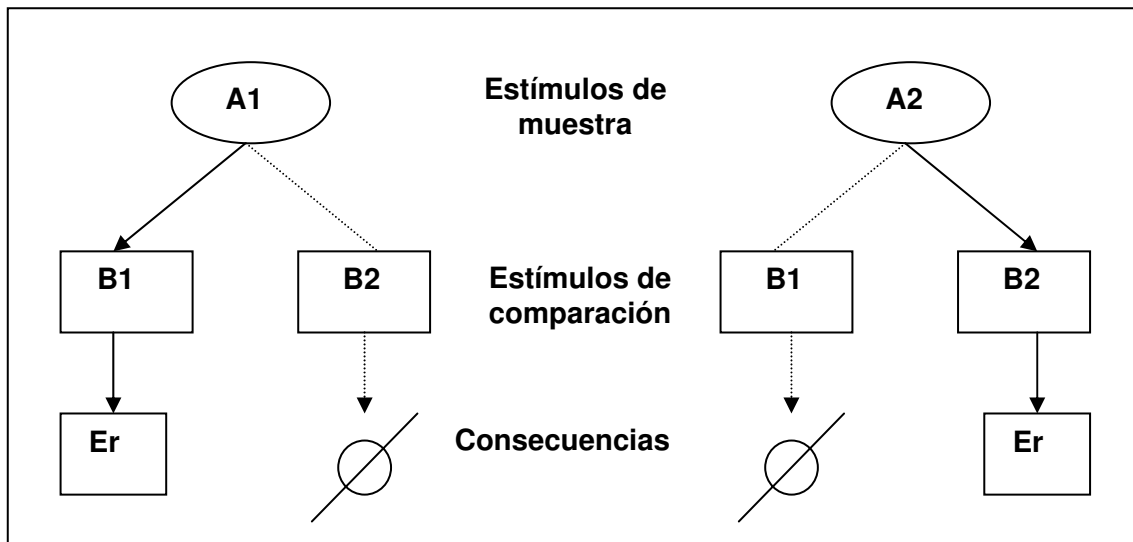 A1
Estímulos de
muestra
A2
B1
B2
Estímulos de
comparación
B1
B2
Er
Consecuencias
Er